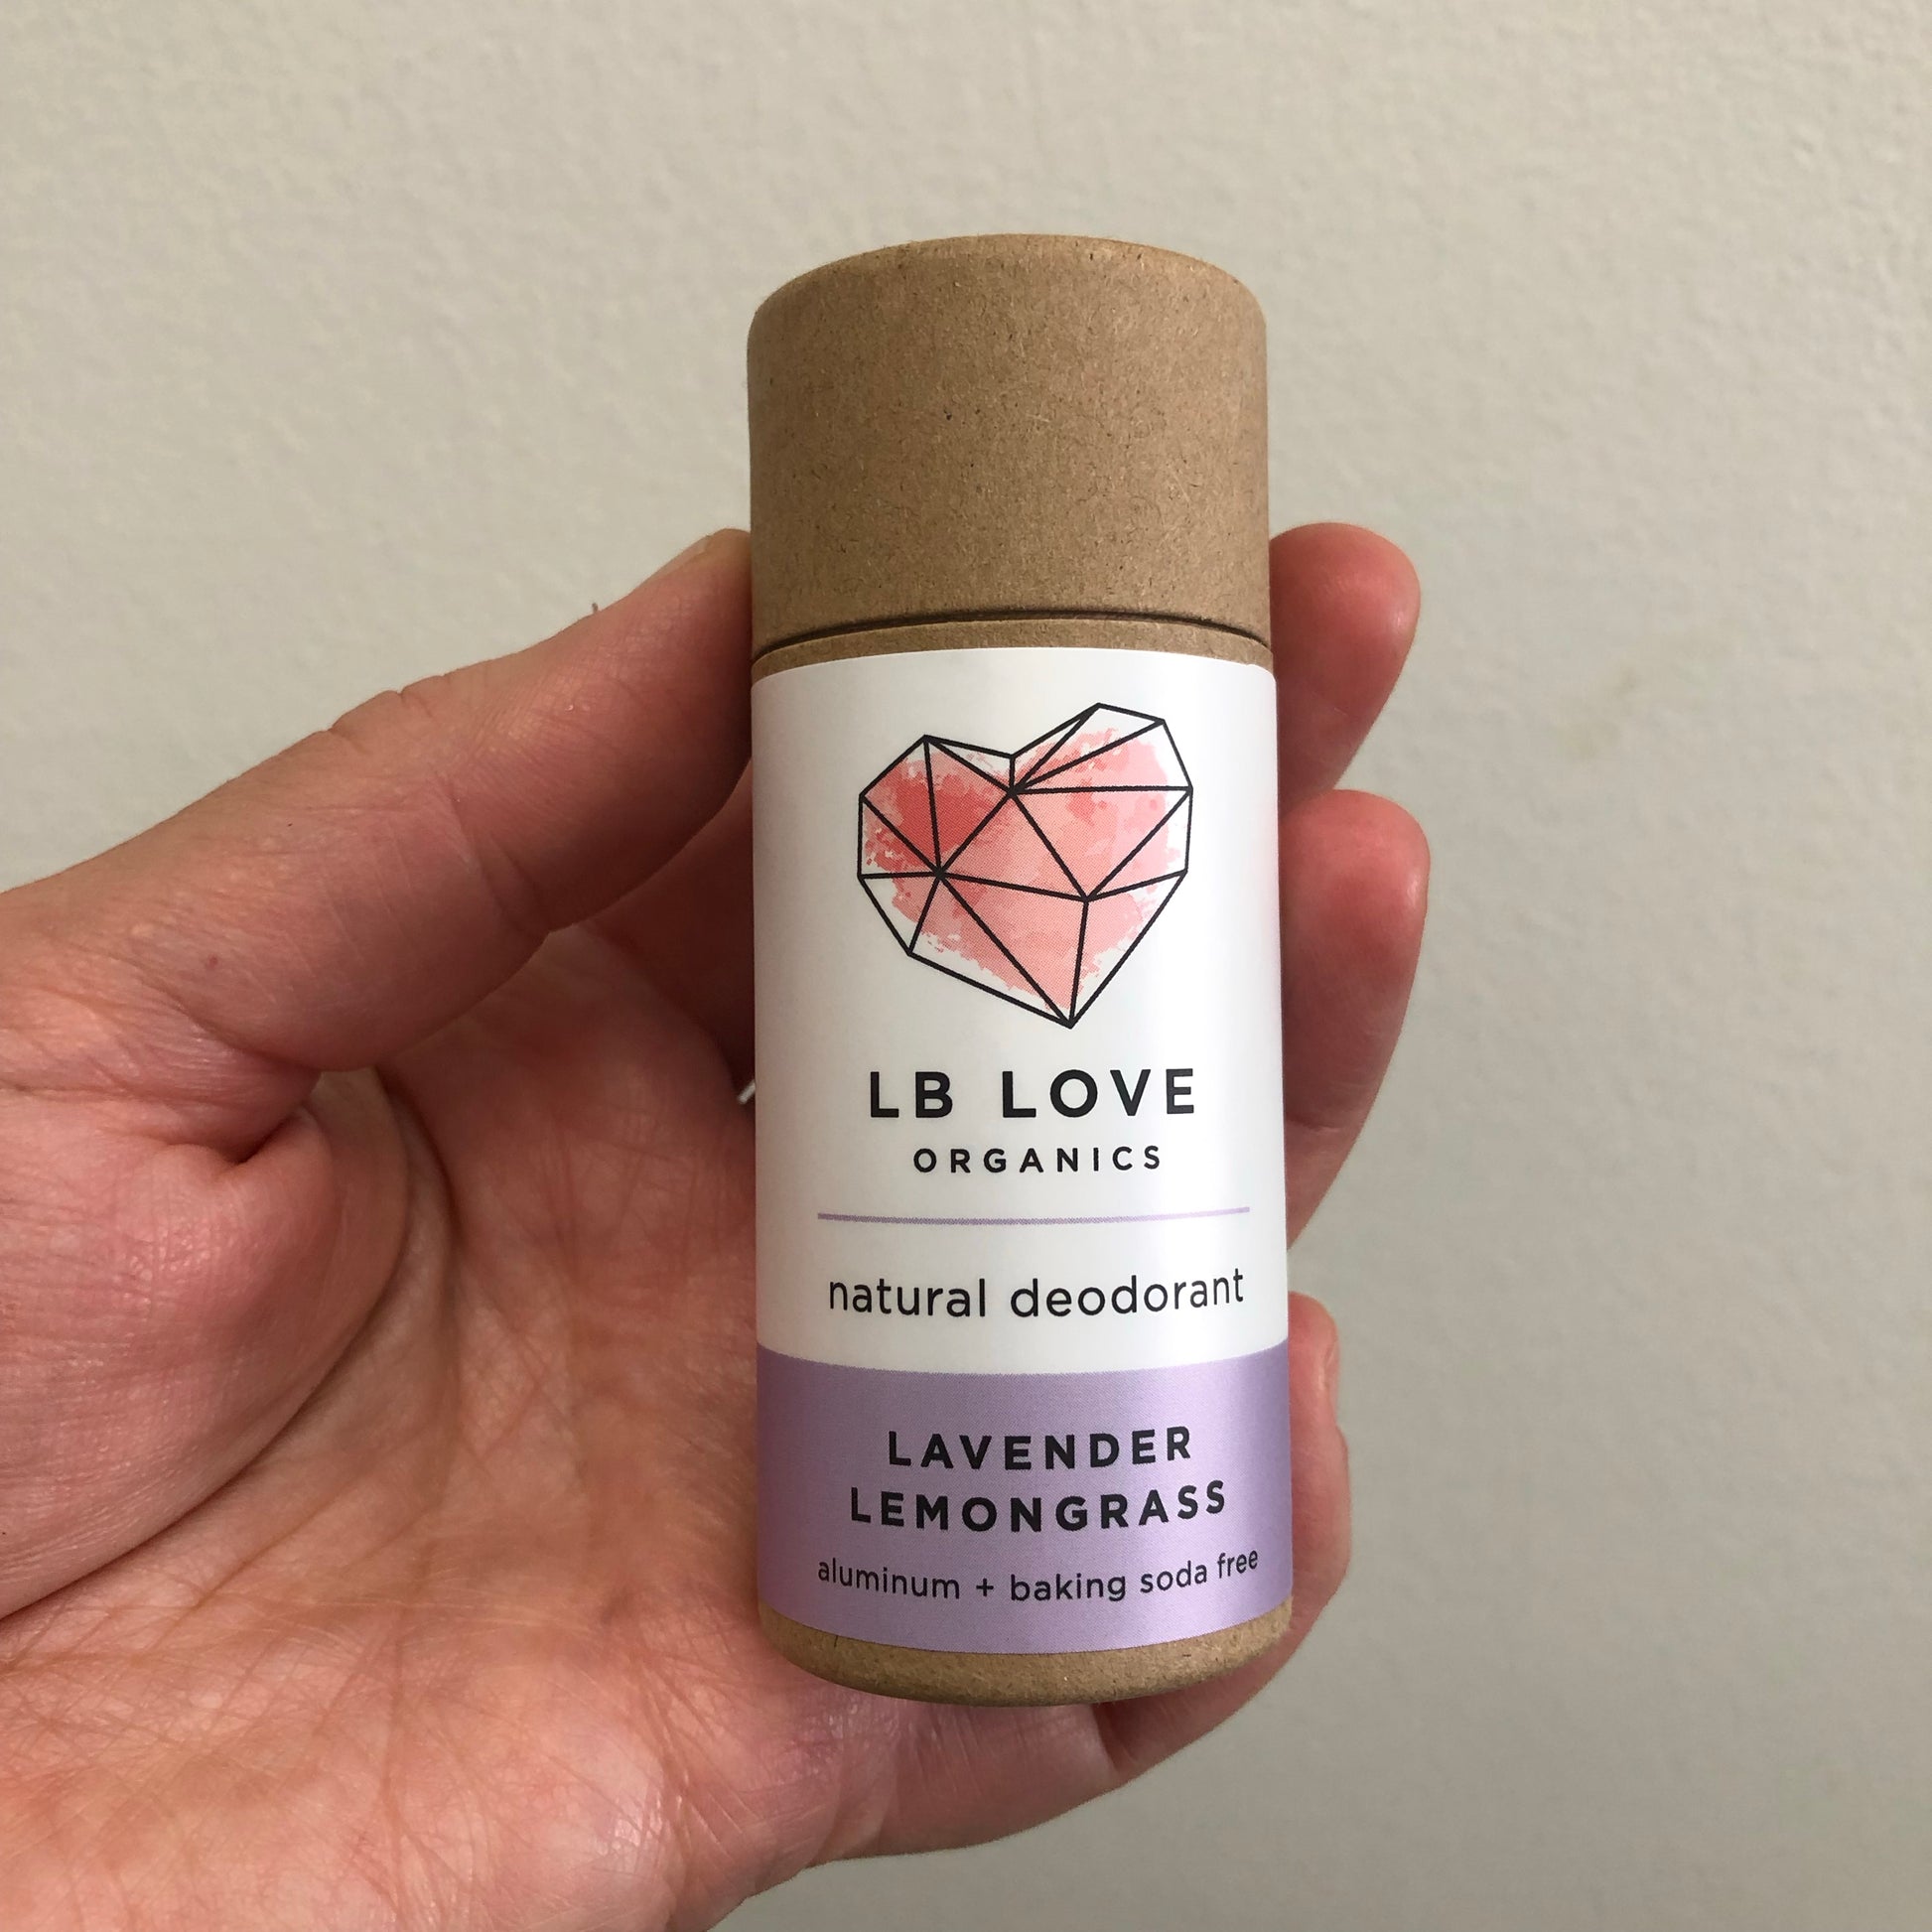 LB LOVE
ORGANICS
natural deodorant
LAVENDER
LEMONGRASS
aluminum + baking soda free